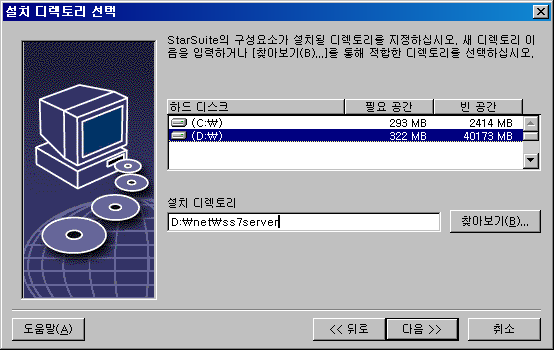 설치 디렉토리 선택
StarSuite의 구성요소가 설치될 디렉토리를 지정하십시오. 새 디렉토리 이
름을 입력하거나 [찾아보기(B)...]를 통해 적합한 디렉토리를 선택하십시오.
하드 디스크 필요 공간 빈 공간
(C:₩) 293 MB 2414 MB
(D:₩) 322 MB 40173 MB
설치 디렉토리
D:₩net₩ss7server
찾아보기(B)...
도움말(A) << 뒤로 다음 >> 취소